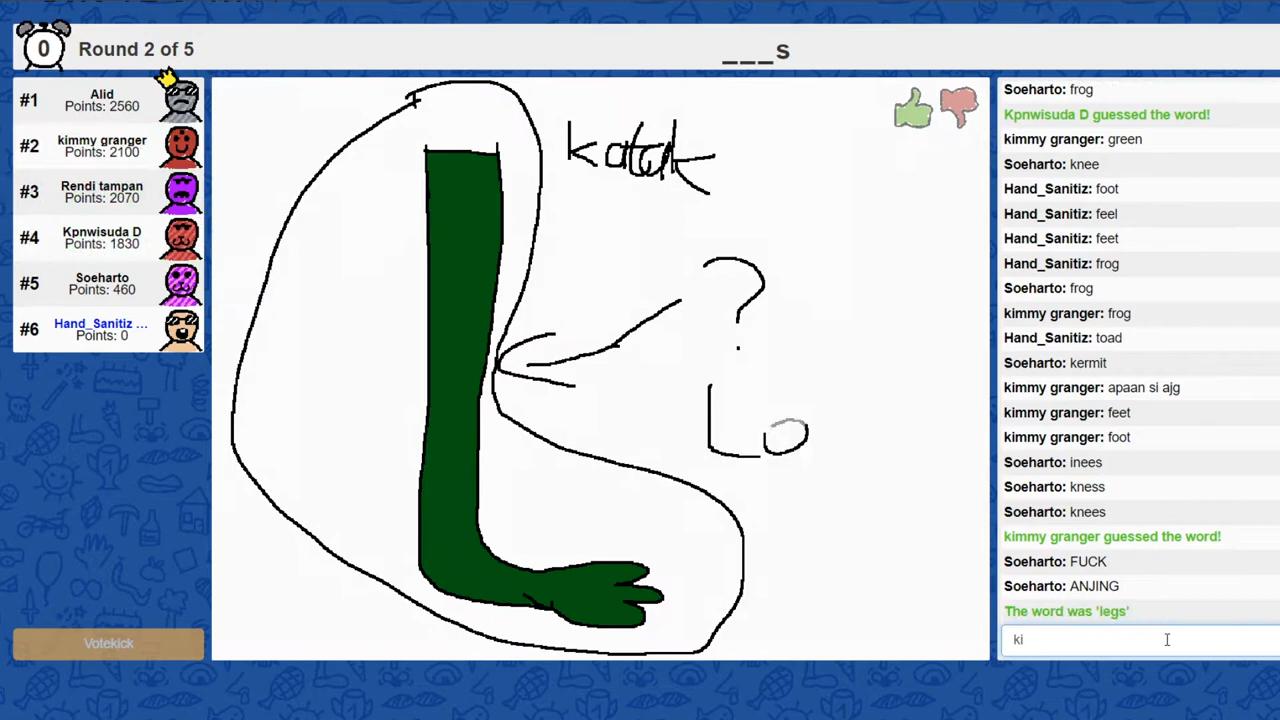 0
Round 2 of 5
___s
#1
Alid
Points: 2560
#2
kimmy granger
Points: 2100
#3
Rendi tampan
Points: 2070
#4
Kpnwisuda D
Points: 1830
#5
Soeharto
Points: 460
#6
Hand_Sanitiz ...
Points: 0
Votekick
katak
?
Lo
Soeharto: frog
Kpnwisuda D guessed the word!
kimmy granger: green
Soeharto: knee
Hand_Sanitiz: foot
Hand_Sanitiz: feel
Hand_Sanitiz: feet
Hand_Sanitiz: frog
Soeharto: frog
kimmy granger: frog
Hand_Sanitiz: toad
Soeharto: kermit
kimmy granger: apaan si ajg
kimmy granger: feet
kimmy granger: foot
Soeharto: inees
Soeharto: kness
Soeharto: knees
kimmy granger guessed the word!
Soeharto: FUCK
Soeharto: ANJING
The word was 'legs'
ki